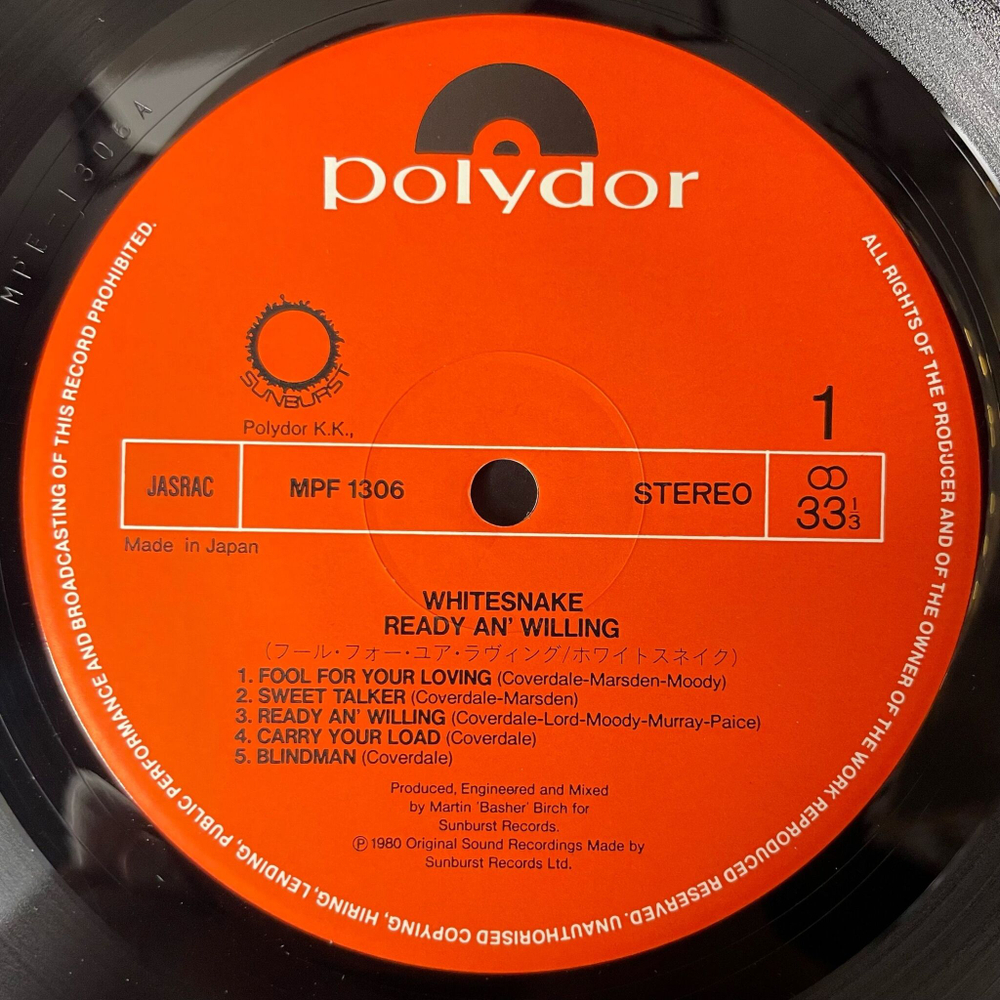 polydor
MPF-1306 A
SUNBURST
Polydor K.K.,
1
JASRAC
MPF 1306
STEREO
∞
33 1/3
Made in Japan
WHITESNAKE
READY AN' WILLING
(フール・フォー・ユア・ラヴィング/ホワイトスネイク)
1. FOOL FOR YOUR LOVING (Coverdale-Marsden-Moody)
2. SWEET TALKER (Coverdale-Marsden)
3. READY AN' WILLING (Coverdale-Lord-Moody-Murray-Paice)
4. CARRY YOUR LOAD (Coverdale)
5. BLINDMAN (Coverdale)
Produced, Engineered and Mixed
by Martin 'Basher' Birch for
Sunburst Records.
℗ 1980 Original Sound Recordings Made by
Sunburst Records Ltd.
ALL RIGHTS OF THE PRODUCER AND OF THE OWNER OF THE WORK REPRODUCED RESERVED. UNAUTHORISED COPYING, HIRING, LENDING, PUBLIC PERFORMANCE AND BROADCASTING OF THIS RECORD PROHIBITED.